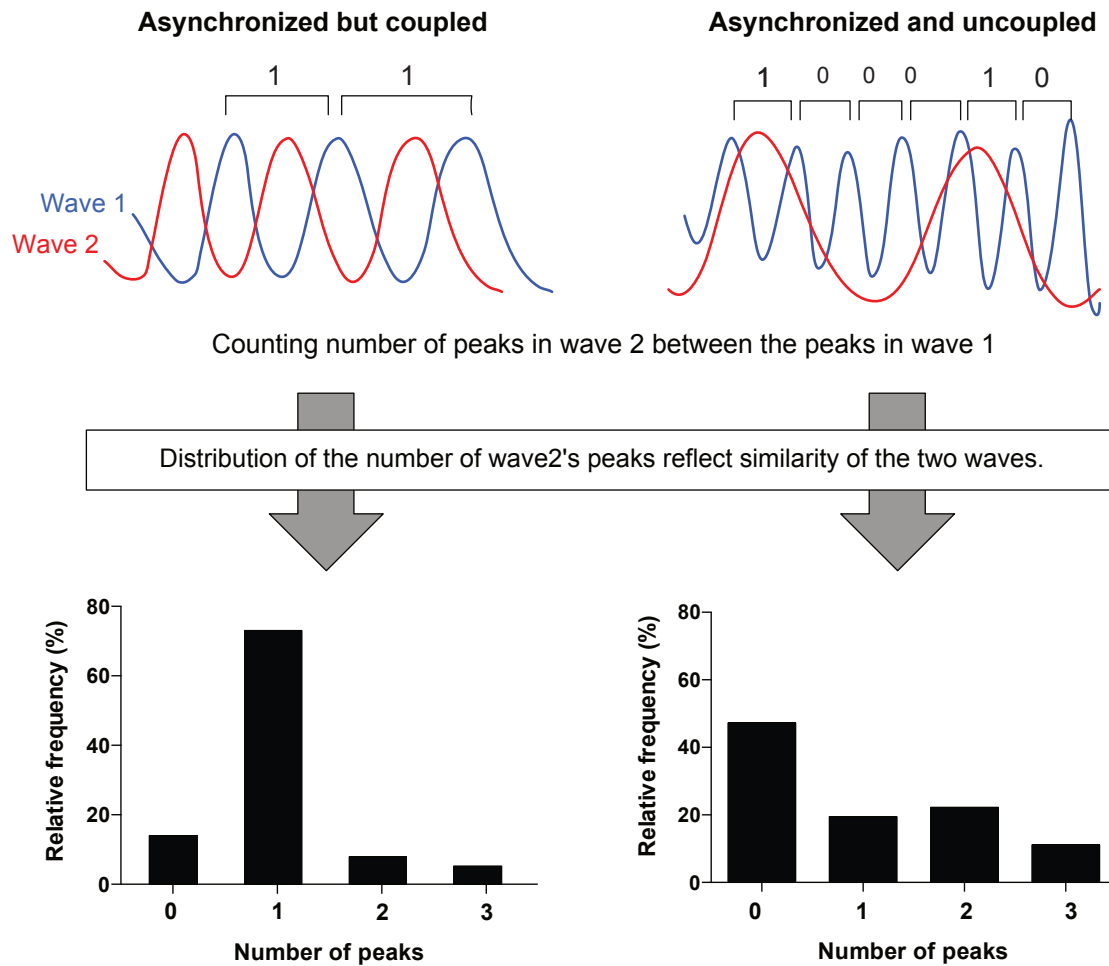 Asynchronized but coupled
Asynchronized and uncoupled
1 1
1 0 0 0 1 0
Wave 1
Wave 2
Counting number of peaks in wave 2 between the peaks in wave 1
Distribution of the number of wave2's peaks reflect similarity of the two waves.
Relative frequency (%)
80
60
40
20
0
0 1 2 3
Number of peaks
Relative frequency (%)
80
60
40
20
0
0 1 2 3
Number of peaks